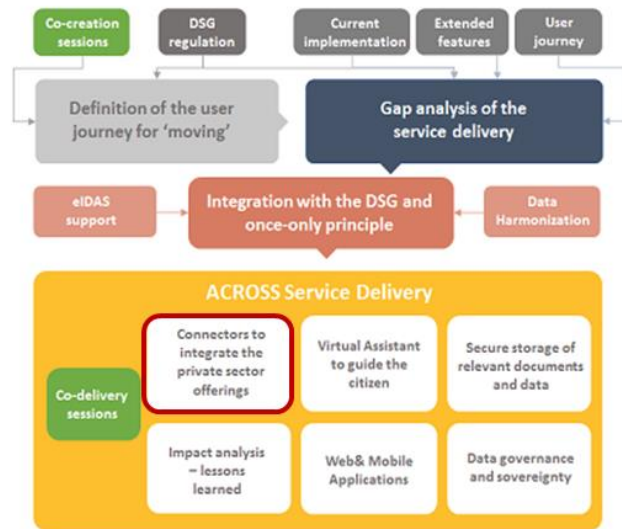 Co-creation
sessions
DSG
regulation
Current
implementation
Extended
features
User
journey
Definition of the user
journey for ‘moving’
Gap analysis of the
service delivery
eIDAS
support
Integration with the DSG and
once-only principle
Data
Harmonization
ACROSS Service Delivery
Co-delivery
sessions
Connectors to
integrate the
private sector
offerings
Virtual Assistant
to guide the
citizen
Secure storage of
relevant documents
and data
Impact analysis
– lessons
learned
Web& Mobile
Applications
Data governance
and sovereignty